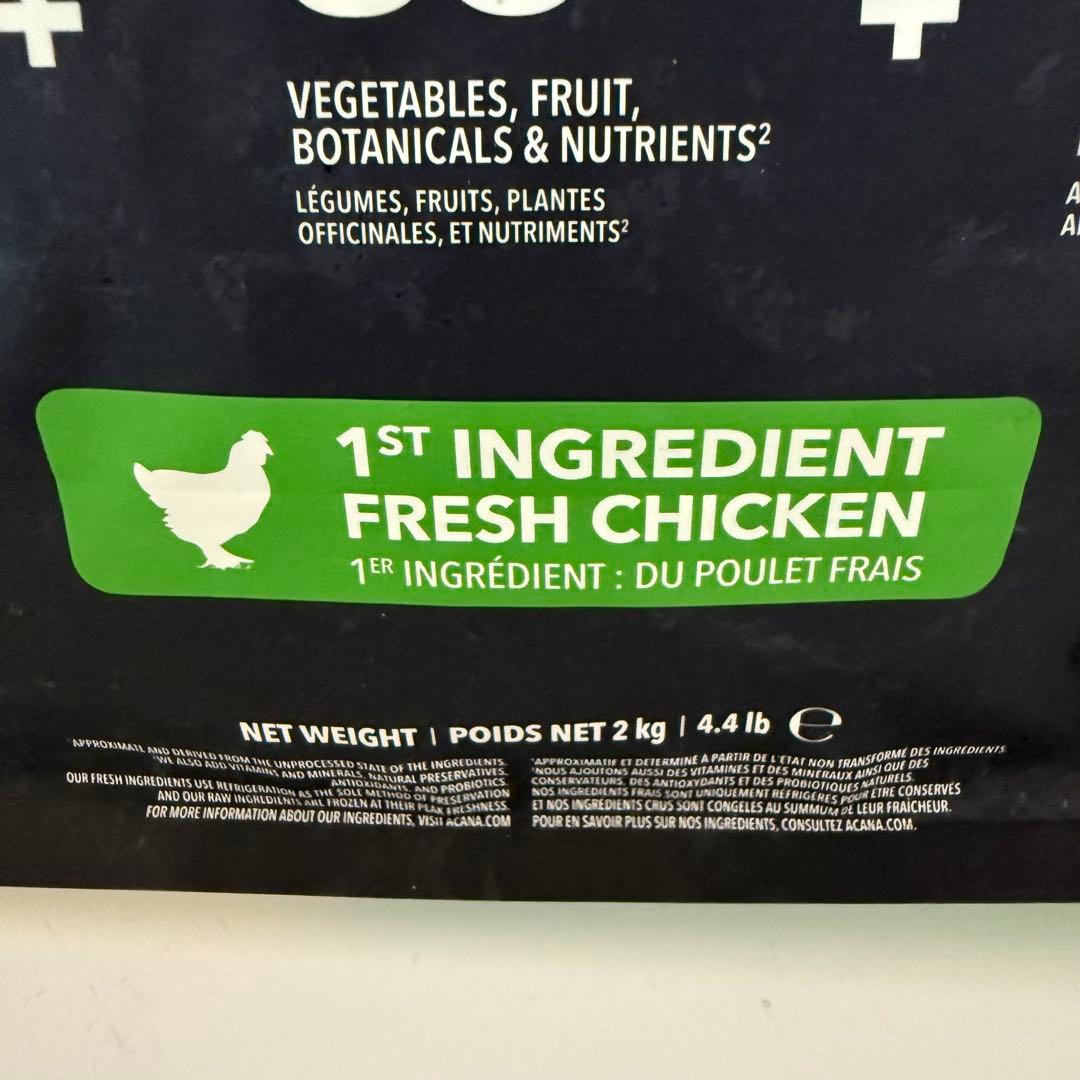 VEGETABLES, FRUIT,
BOTANICALS & NUTRIENTS²
LÉGUMES, FRUITS, PLANTES
OFFICINALES, ET NUTRIMENTS²
1ST INGREDIENT
FRESH CHICKEN
1ER INGRÉDIENT : DU POULET FRAIS
NET WEIGHT | POIDS NET 2 kg | 4.4 lb ℮
¹APPROXIMATE AND DERIVED FROM THE UNPROCESSED STATE OF THE INGREDIENTS.
²WE ALSO ADD VITAMINS AND MINERALS, NATURAL PRESERVATIVES,
ANTIOXIDANTS, AND PROBIOTICS.
OUR FRESH INGREDIENTS USE REFRIGERATION AS THE SOLE METHOD OF PRESERVATION
AND OUR RAW INGREDIENTS ARE FROZEN AT THEIR PEAK FRESHNESS.
FOR MORE INFORMATION ABOUT OUR INGREDIENTS, VISIT ACANA.COM
¹APPROXIMATIF ET DÉTERMINÉ À PARTIR DE L'ÉTAT NON TRANSFORMÉ DES INGRÉDIENTS
²NOUS AJOUTONS AUSSI DES VITAMINES ET DES MINÉRAUX AINSI QUE DES
CONSERVATEURS, DES ANTIOXYDANTS ET DES PROBIOTIQUES NATURELS.
NOS INGRÉDIENTS FRAIS SONT UNIQUEMENT RÉFRIGÉRÉS POUR ÊTRE CONSERVÉS
ET NOS INGRÉDIENTS CRUS SONT CONGELÉS AU SUMMUM DE LEUR FRAÎCHEUR.
POUR EN SAVOIR PLUS SUR NOS INGRÉDIENTS, CONSULTEZ ACANA.COM.